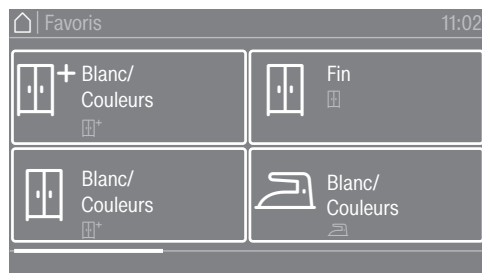 Favoris 11:02
Blanc/
Couleurs
Fin
Blanc/
Couleurs
Blanc/
Couleurs